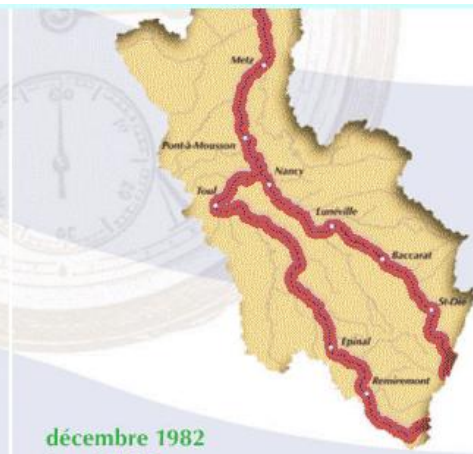 Metz
Pont-à-Mousson
Nancy
Toul
Lunéville
Baccarat
St-Dié
Epinal
Remiremont
décembre 1982